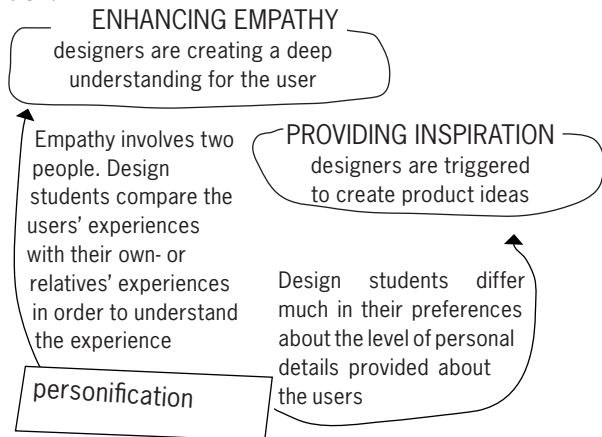 ENHANCING EMPATHY
designers are creating a deep
understanding for the user
Empathy involves two
people. Design
students compare the
users' experiences
with their own- or
relatives' experiences
in order to understand
the experience
PROVIDING INSPIRATION
designers are triggered
to create product ideas
Design students differ
much in their preferences
about the level of personal
details provided about
the users
personification